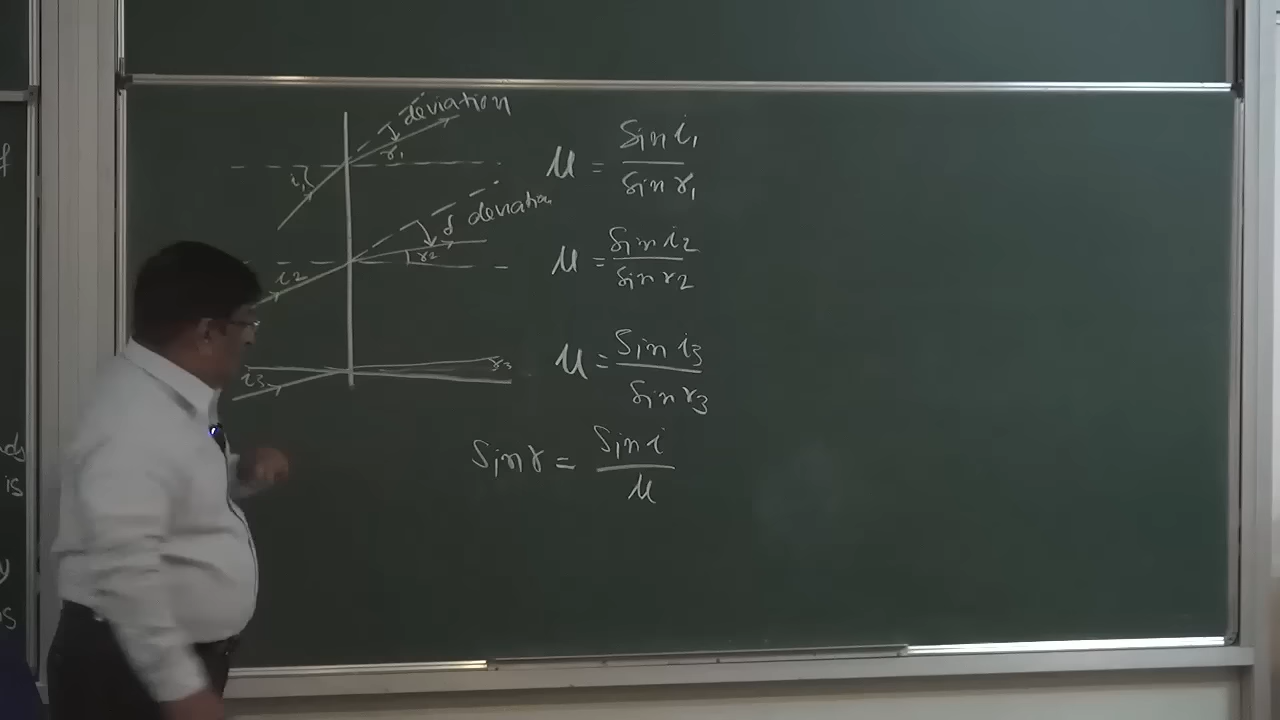 δ deviation
r₁
i₁
δ deviation
r₂
i₂
r₃
i₃
μ = Sin i₁ / Sin r₁
μ = Sin i₂ / Sin r₂
μ = Sin i₃ / Sin r₃
Sin r = Sin i / μ
is